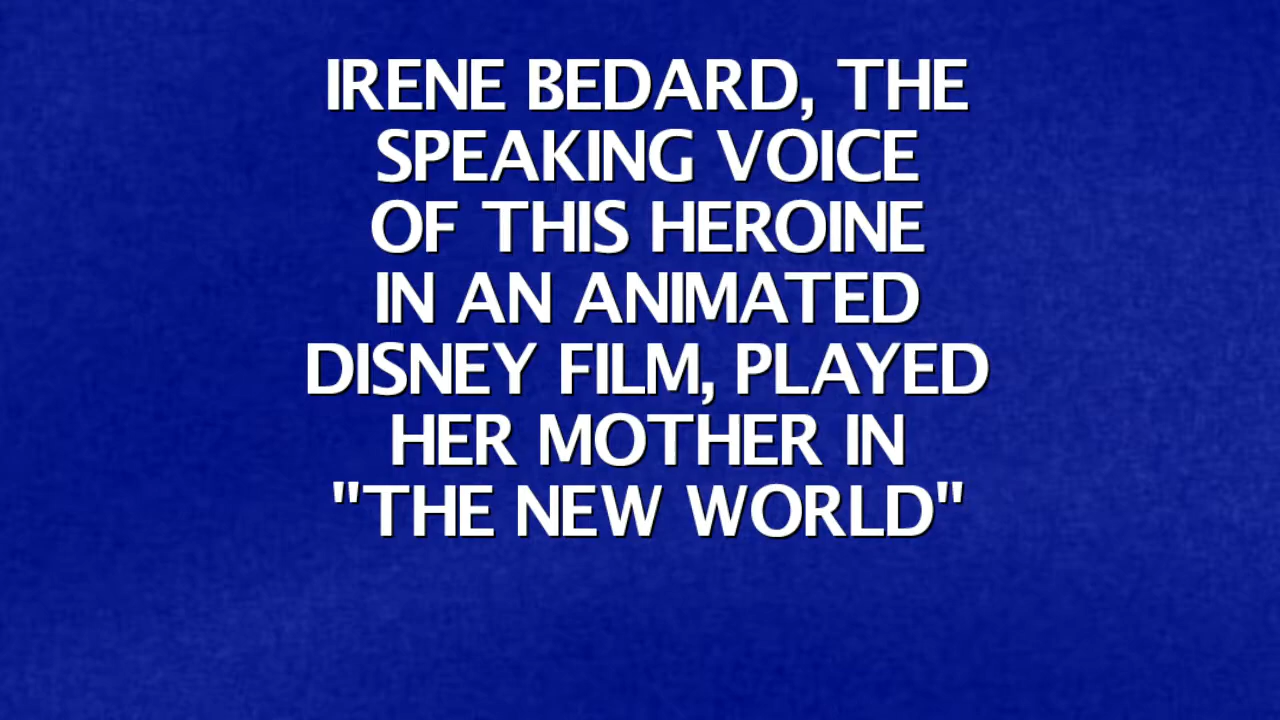 IRENE BEDARD, THE
SPEAKING VOICE
OF THIS HEROINE
IN AN ANIMATED
DISNEY FILM, PLAYED
HER MOTHER IN
"THE NEW WORLD"